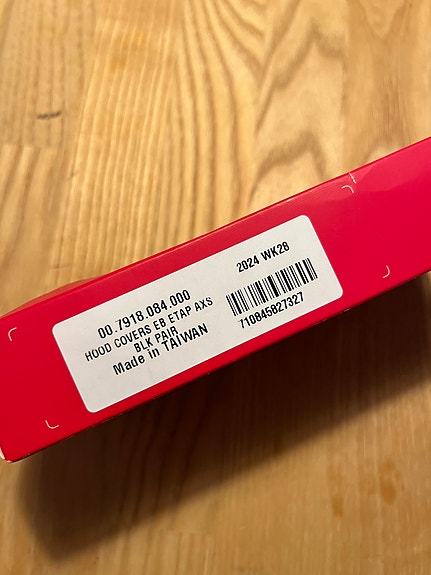 00.7918.084.000
HOOD COVERS EB ETAP AXS
BLK PAIR
Made in TAIWAN
2024 WK28
710845827327